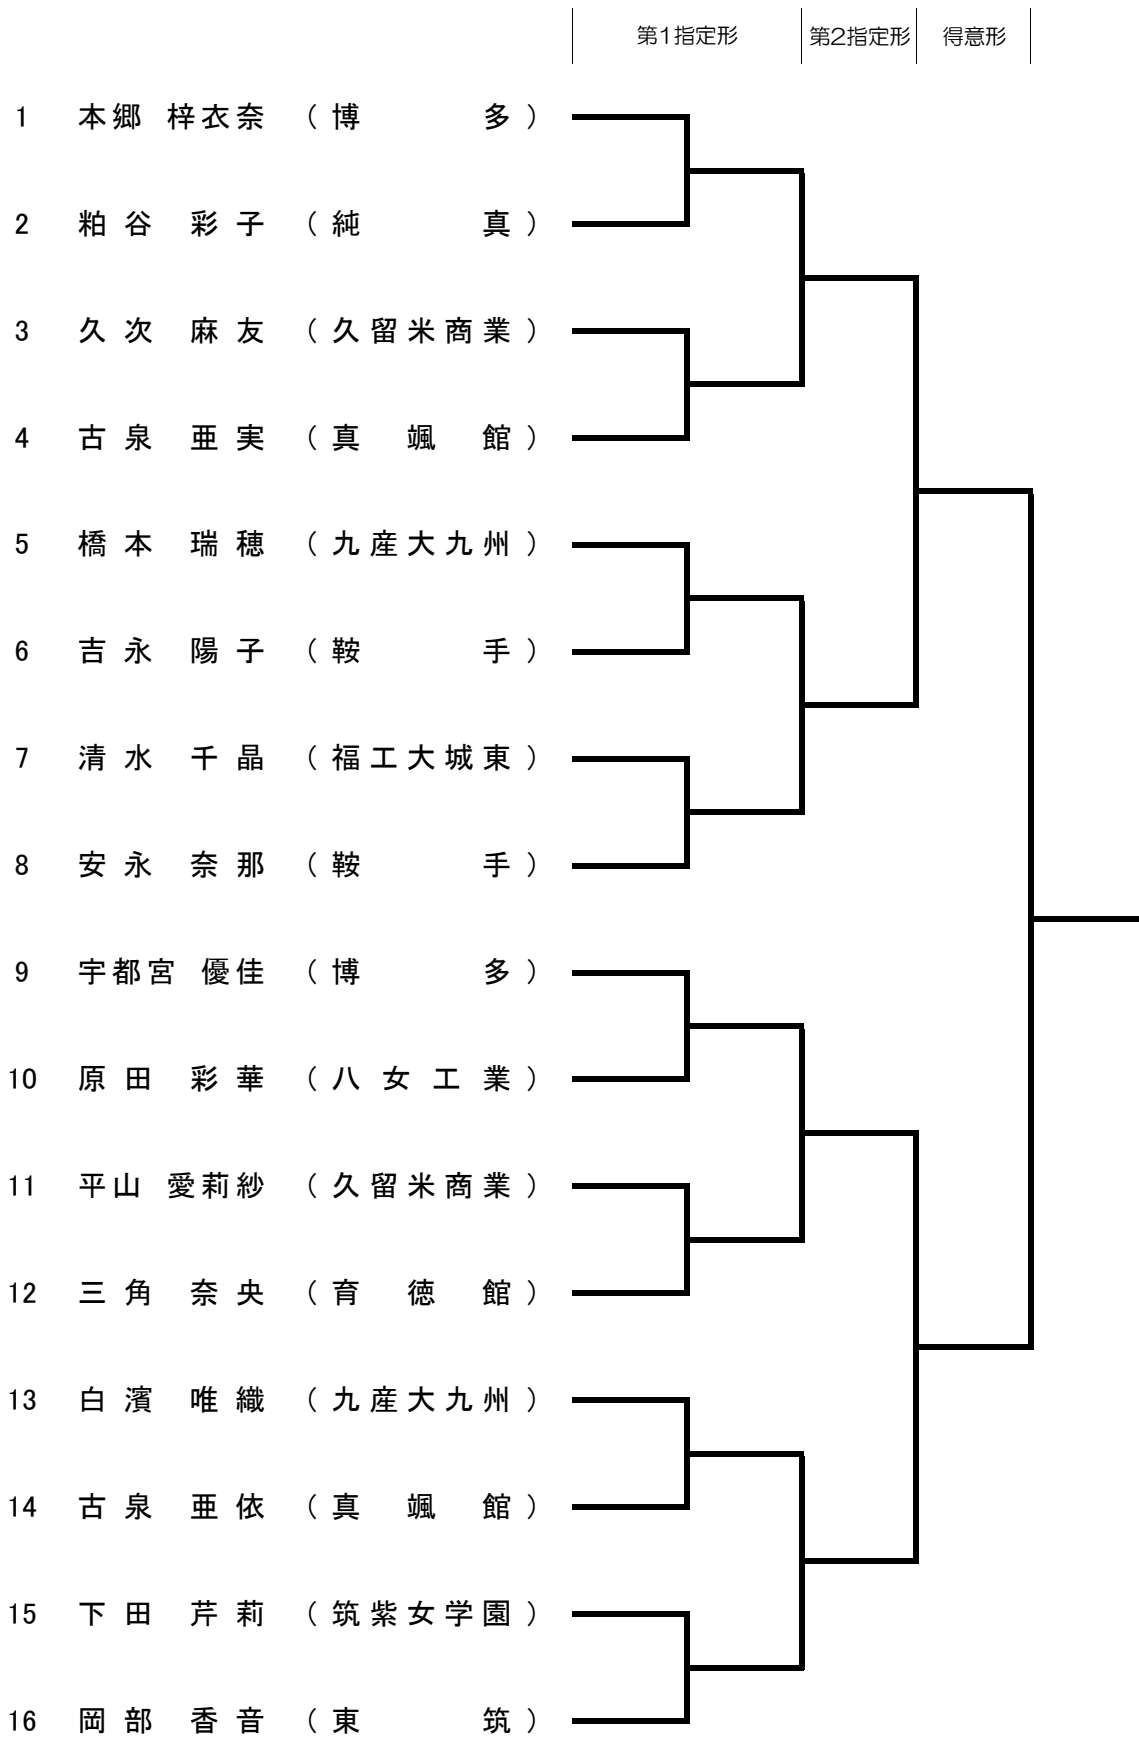 第1指定形 第2指定形 得意形
1 本郷 梓衣奈 （博多）
2 粕谷 彩子 （純真）
3 久次 麻友 （久留米商業）
4 古泉 亜実 （真颯館）
5 橋本 瑞穂 （九産大九州）
6 吉永 陽子 （鞍手）
7 清水 千晶 （福工大城東）
8 安永 奈那 （鞍手）
9 宇都宮 優佳 （博多）
10 原田 彩華 （八女工業）
11 平山 愛莉紗 （久留米商業）
12 三角 奈央 （育徳館）
13 白濱 唯織 （九産大九州）
14 古泉 亜依 （真颯館）
15 下田 芹莉 （筑紫女学園）
16 岡部 香音 （東筑）